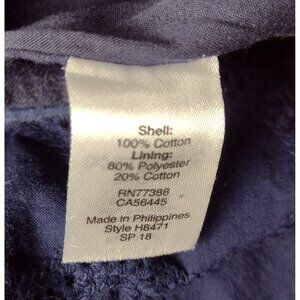 Shell:
100% Cotton
Lining:
80% Polyester
20% Cotton
RN77388
CA56445
Made in Philippines
Style H8471
SP 18